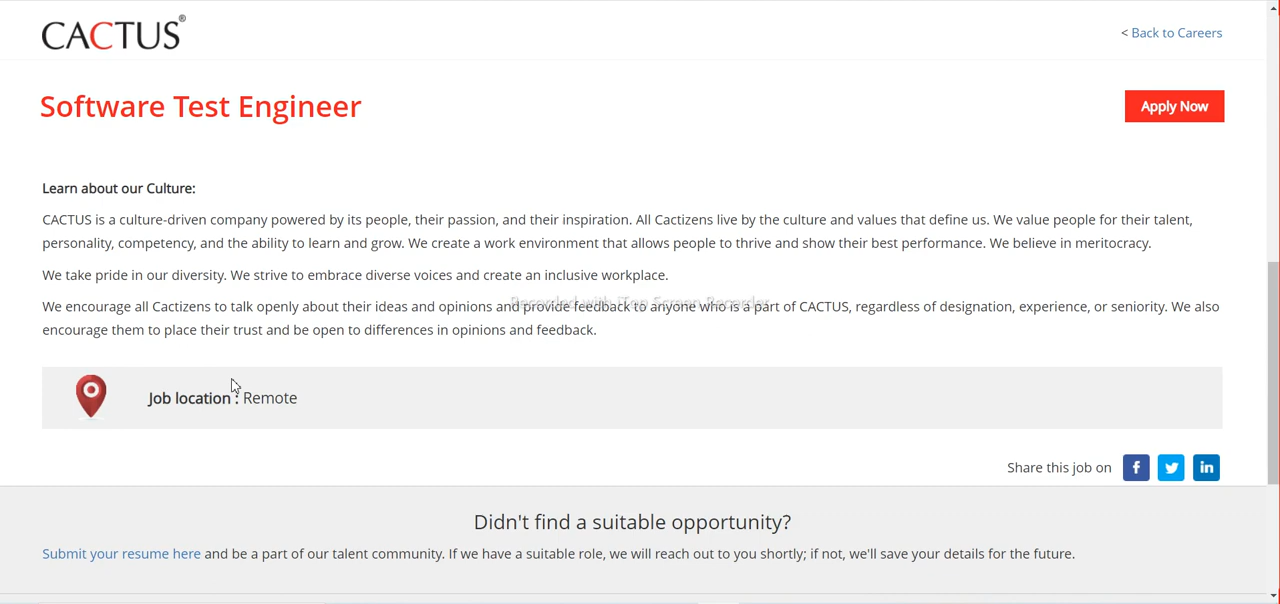 CACTUS®
< Back to Careers
Software Test Engineer
Apply Now
Learn about our Culture:
CACTUS is a culture-driven company powered by its people, their passion, and their inspiration. All Cactizens live by the culture and values that define us. We value people for their talent,
personality, competency, and the ability to learn and grow. We create a work environment that allows people to thrive and show their best performance. We believe in meritocracy.
We take pride in our diversity. We strive to embrace diverse voices and create an inclusive workplace.
Recorded with iTop Screen Recorder
We encourage all Cactizens to talk openly about their ideas and opinions and provide feedback to anyone who is a part of CACTUS, regardless of designation, experience, or seniority. We also
encourage them to place their trust and be open to differences in opinions and feedback.
Job location : Remote
Share this job on
Didn't find a suitable opportunity?
Submit your resume here and be a part of our talent community. If we have a suitable role, we will reach out to you shortly; if not, we'll save your details for the future.